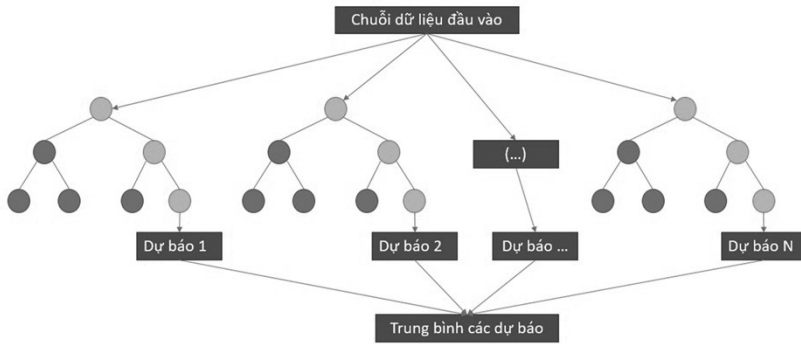 Chuỗi dữ liệu đầu vào
(...)
Dự báo 1
Dự báo 2
Dự báo ...
Dự báo N
Trung bình các dự báo